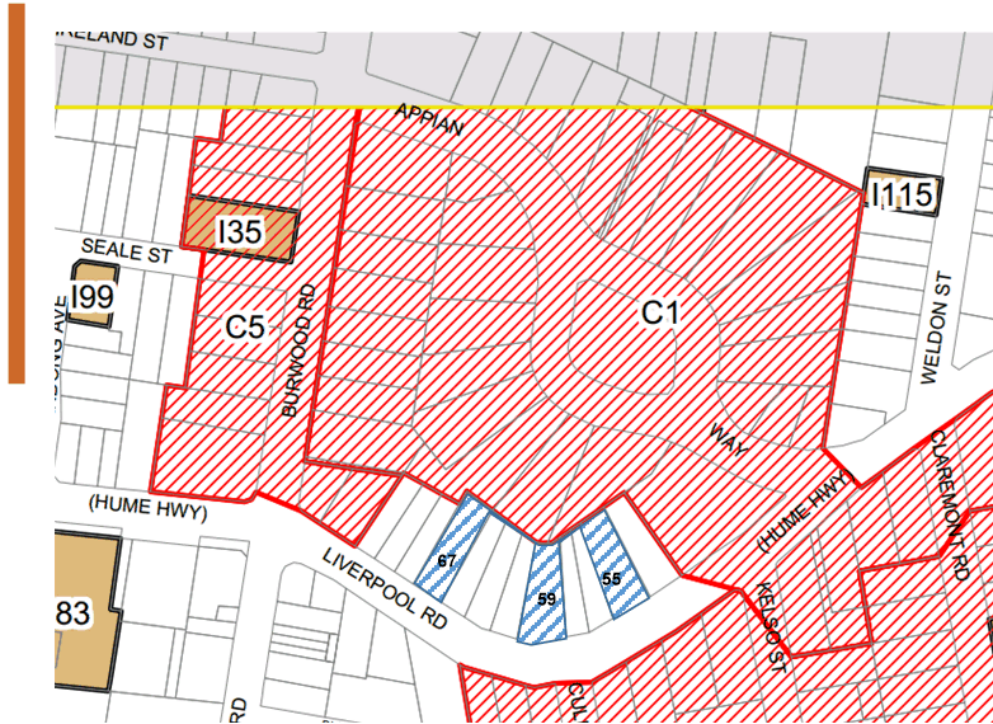 IRELAND ST
APPIAN
I115
I35
SEALE ST
I99
C5
BURWOOD RD
C1
WELDON ST
WAY
CLAREMONT RD
(HUME HWY)
(HUME HWY)
LIVERPOOL RD
67
59
55
KELSO ST
83
RD